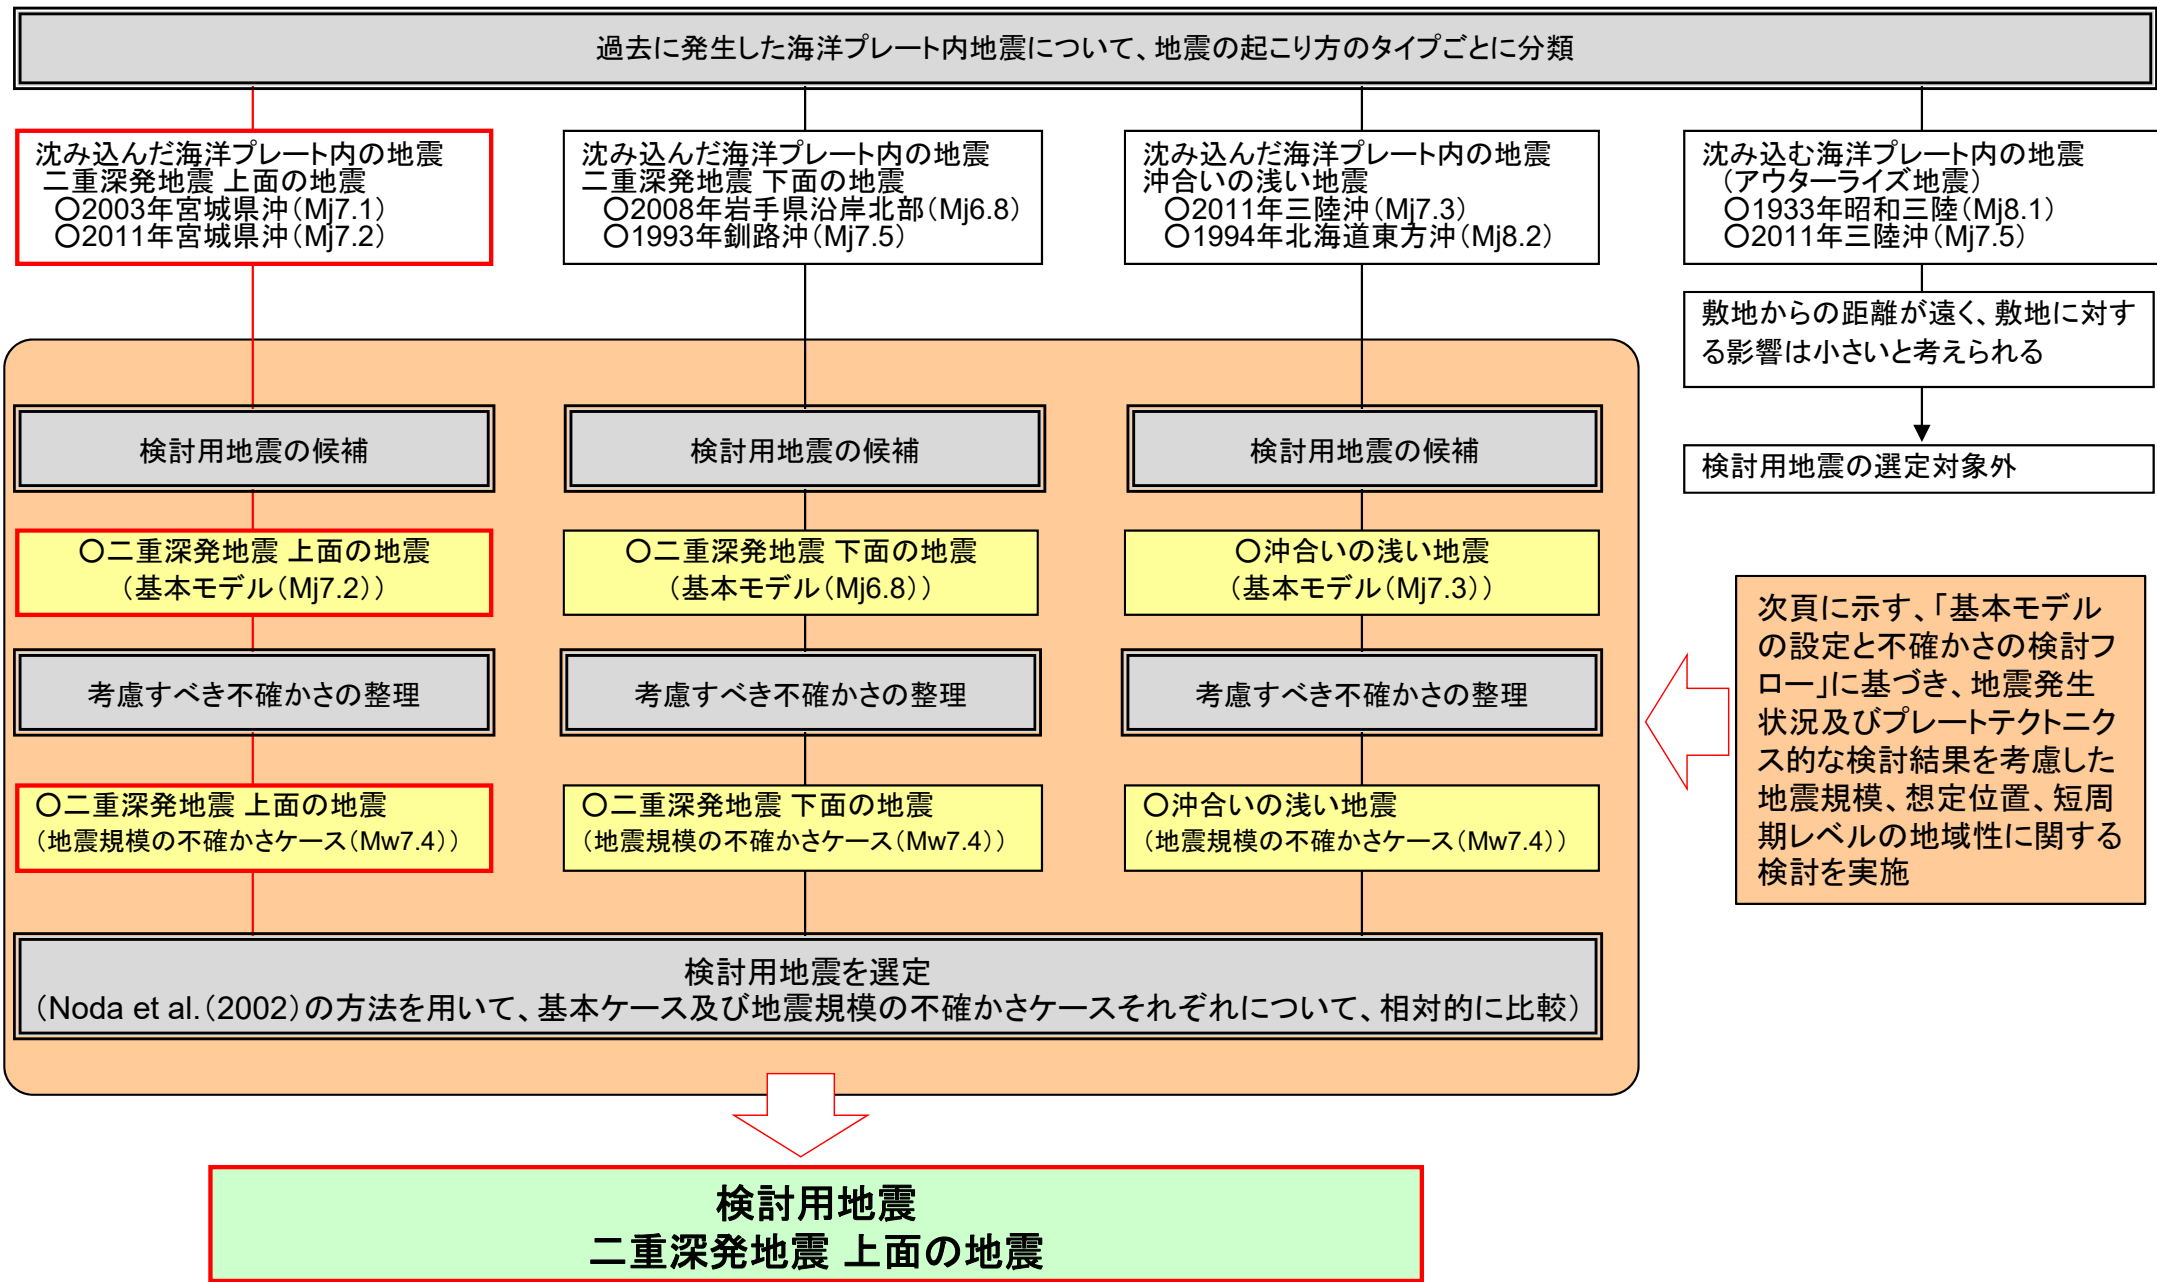 過去に発生した海洋プレート内地震について、地震の起こり方のタイプごとに分類
沈み込んだ海洋プレート内の地震
二重深発地震 上面の地震
○2003年宮城県沖(Mj7.1)
○2011年宮城県沖(Mj7.2)
沈み込んだ海洋プレート内の地震
二重深発地震 下面の地震
○2008年岩手県沿岸北部(Mj6.8)
○1993年釧路沖(Mj7.5)
沈み込んだ海洋プレート内の地震
沖合いの浅い地震
○2011年三陸沖(Mj7.3)
○1994年北海道東方沖(Mj8.2)
沈み込む海洋プレート内の地震
(アウターライズ地震)
○1933年昭和三陸(Mj8.1)
○2011年三陸沖(Mj7.5)
敷地からの距離が遠く、敷地に対す
る影響は小さいと考えられる
検討用地震の選定対象外
検討用地震の候補
検討用地震の候補
検討用地震の候補
○二重深発地震 上面の地震
(基本モデル(Mj7.2))
○二重深発地震 下面の地震
(基本モデル(Mj6.8))
○沖合いの浅い地震
(基本モデル(Mj7.3))
考慮すべき不確かさの整理
考慮すべき不確かさの整理
考慮すべき不確かさの整理
○二重深発地震 上面の地震
(地震規模の不確かさケース(Mw7.4))
○二重深発地震 下面の地震
(地震規模の不確かさケース(Mw7.4))
○沖合いの浅い地震
(地震規模の不確かさケース(Mw7.4))
次頁に示す、「基本モデル
の設定と不確かさの検討フ
ロー」に基づき、地震発生
状況及びプレートテクトニク
ス的な検討結果を考慮した
地震規模、想定位置、短周
期レベルの地域性に関する
検討を実施
検討用地震を選定
(Noda et al.(2002)の方法を用いて、基本ケース及び地震規模の不確かさケースそれぞれについて、相対的に比較)
検討用地震
二重深発地震 上面の地震